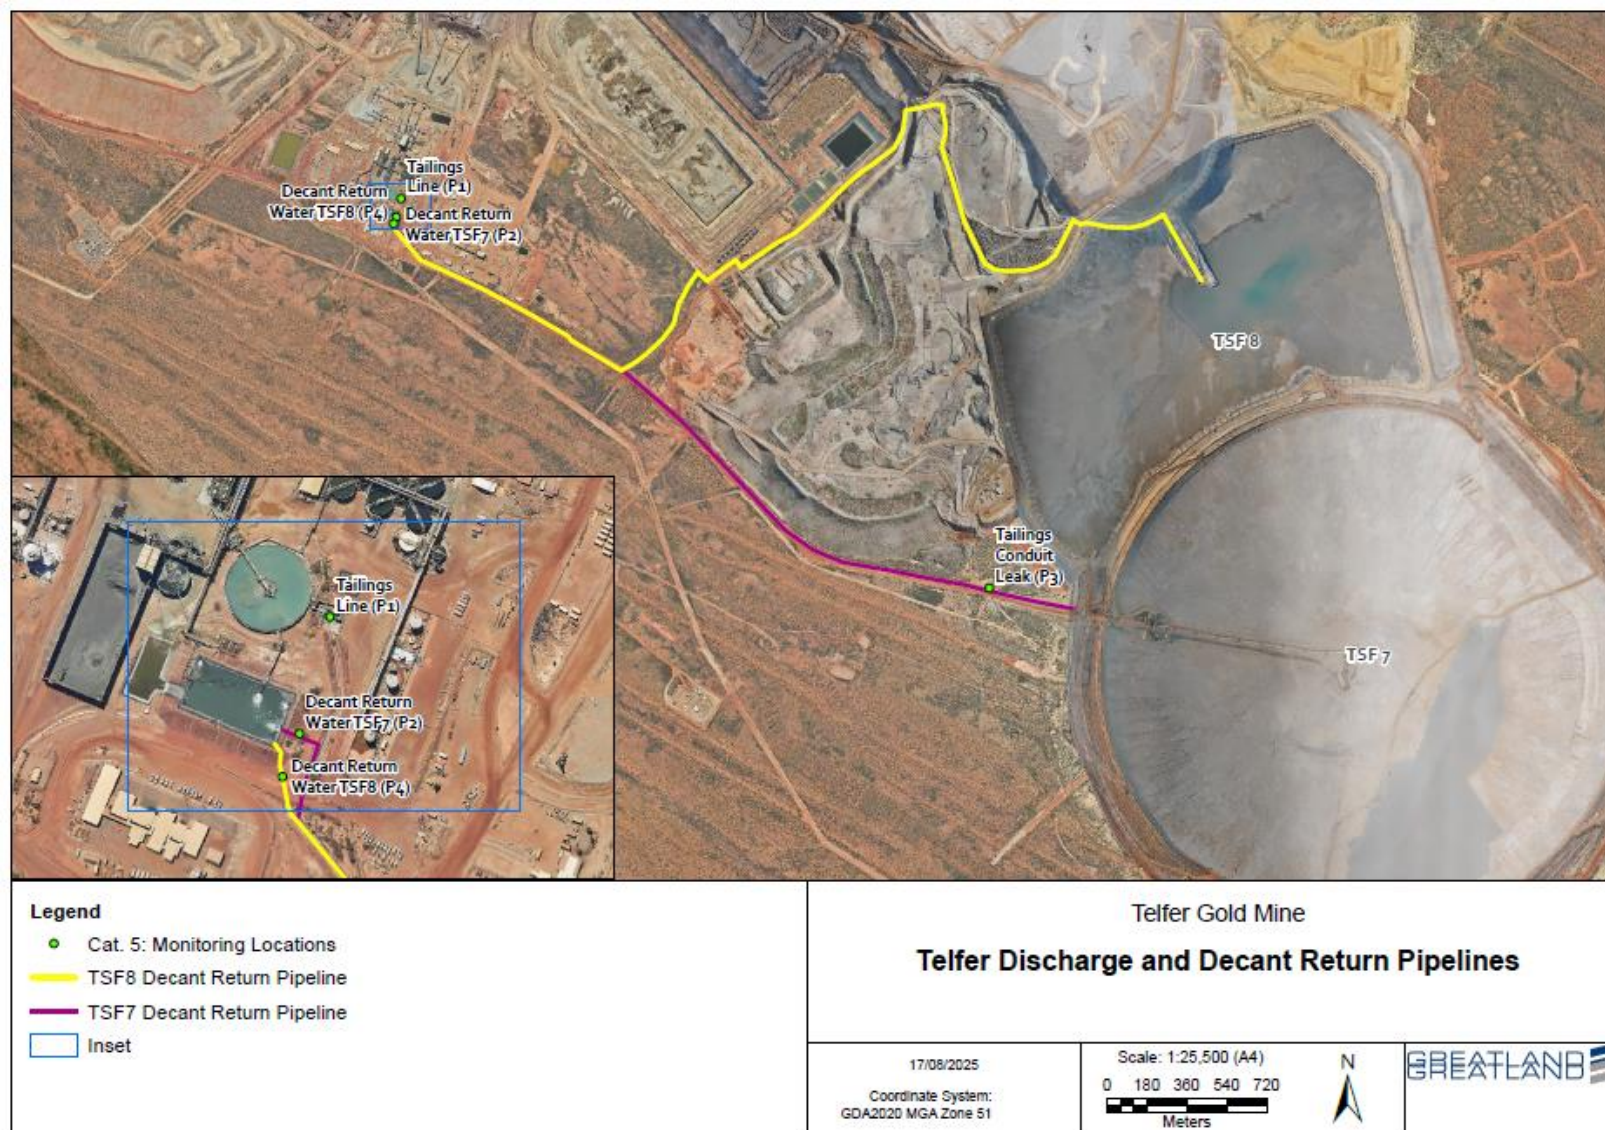 Tailings
Line (P1)
Decant Return
Water TSF8 (P4)
Decant Return
Water TSF7 (P2)
TSF 8
Tailings
Conduit
Leak (P3)
TSF 7
Tailings
Line (P1)
Decant Return
Water TSF7 (P2)
Decant Return
Water TSF8 (P4)
Legend
Cat. 5: Monitoring Locations
TSF8 Decant Return Pipeline
TSF7 Decant Return Pipeline
Inset
Telfer Gold Mine
Telfer Discharge and Decant Return Pipelines
17/08/2025
Coordinate System:
GDA2020 MGA Zone 51
Scale: 1:25,500 (A4)
0 180 360 540 720
Meters
N
GREATLAND